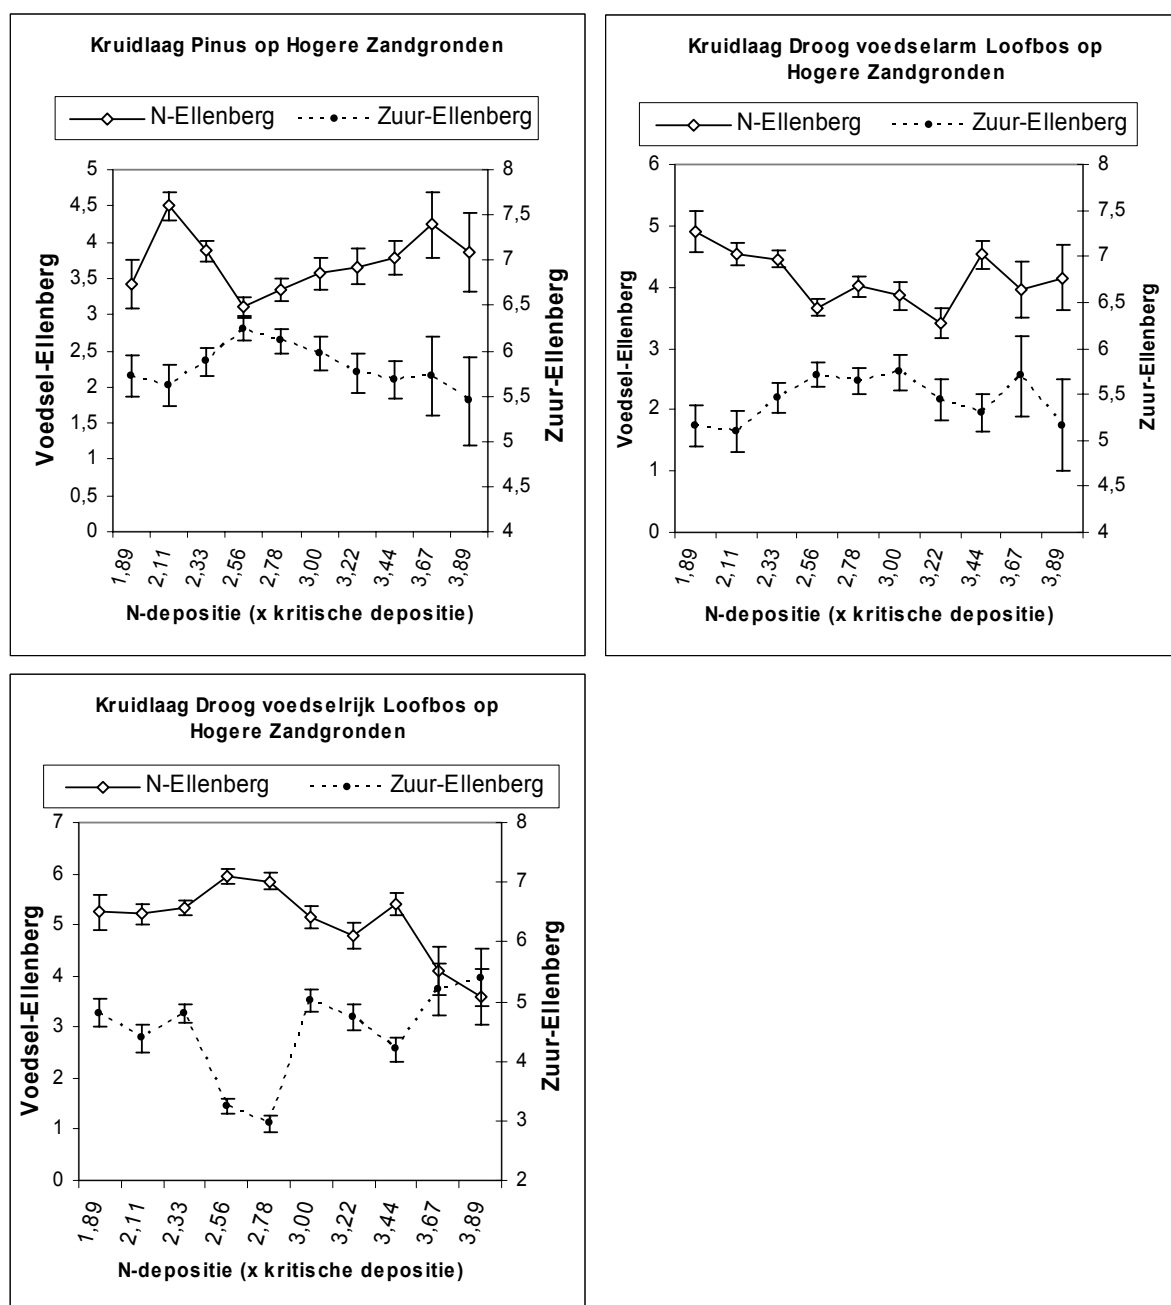 Kruidlaag Pinus op Hogere Zandgronden
N-Ellenberg Zuur-Ellenberg
5
4,5
4
3,5
3
2,5
2
1,5
1
0,5
0
Voedsel-Ellenberg
8
7,5
7
6,5
6
5,5
5
4,5
4
Zuur-Ellenberg
1,89 2,11 2,33 2,56 2,78 3,00 3,22 3,44 3,67 3,89
N-depositie (x kritische depositie)
Kruidlaag Droog voedselarm Loofbos op
Hogere Zandgronden
N-Ellenberg Zuur-Ellenberg
6
5
4
3
2
1
0
Voedsel-Ellenberg
8
7,5
7
6,5
6
5,5
5
4,5
4
Zuur-Ellenberg
1,89 2,11 2,33 2,56 2,78 3,00 3,22 3,44 3,67 3,89
N-depositie (x kritische depositie)
Kruidlaag Droog voedselrijk Loofbos op
Hogere Zandgronden
N-Ellenberg Zuur-Ellenberg
7
6
5
4
3
2
1
0
Voedsel-Ellenberg
8
7
6
5
4
3
2
Zuur-Ellenberg
1,89 2,11 2,33 2,56 2,78 3,00 3,22 3,44 3,67 3,89
N-depositie (x kritische depositie)